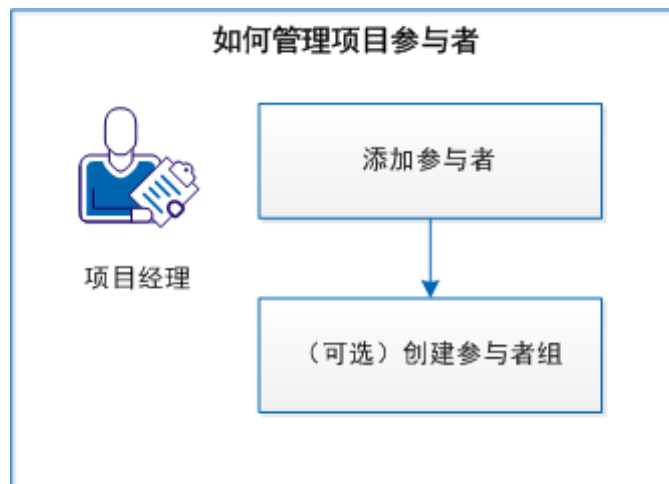 如何管理项目参与者
添加参与者
项目经理
（可选）创建参与者组